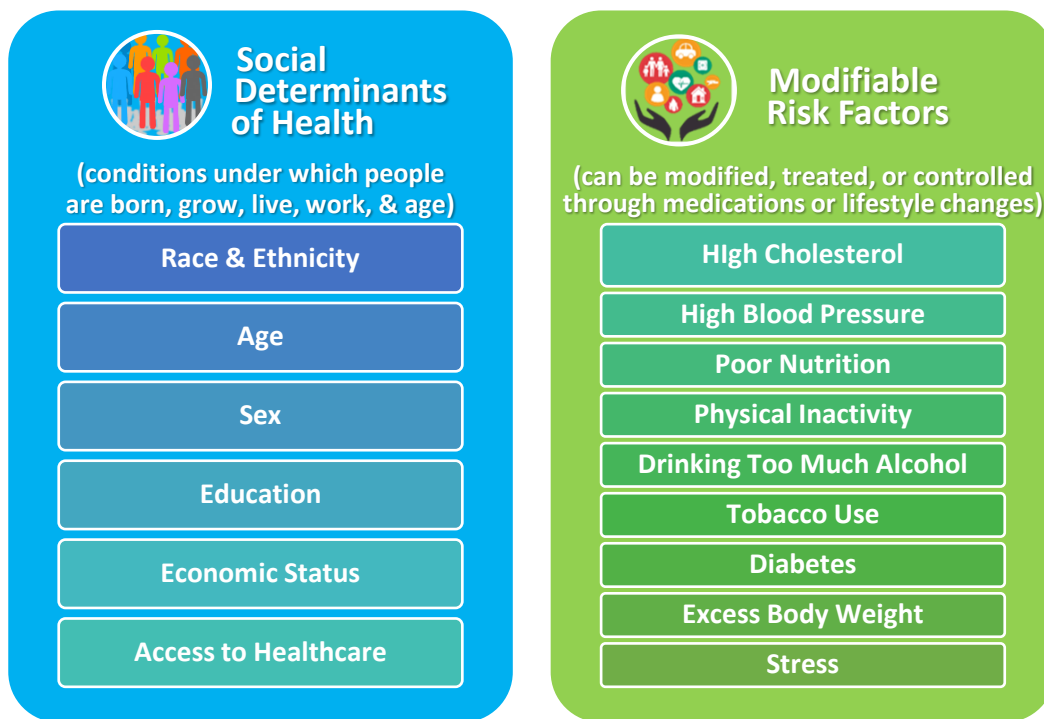 Social
Determinants
of Health
(conditions under which people
are born, grow, live, work, & age)
Race & Ethnicity
Age
Sex
Education
Economic Status
Access to Healthcare
Modifiable
Risk Factors
(can be modified, treated, or controlled
through medications or lifestyle changes)
HIgh Cholesterol
High Blood Pressure
Poor Nutrition
Physical Inactivity
Drinking Too Much Alcohol
Tobacco Use
Diabetes
Excess Body Weight
Stress